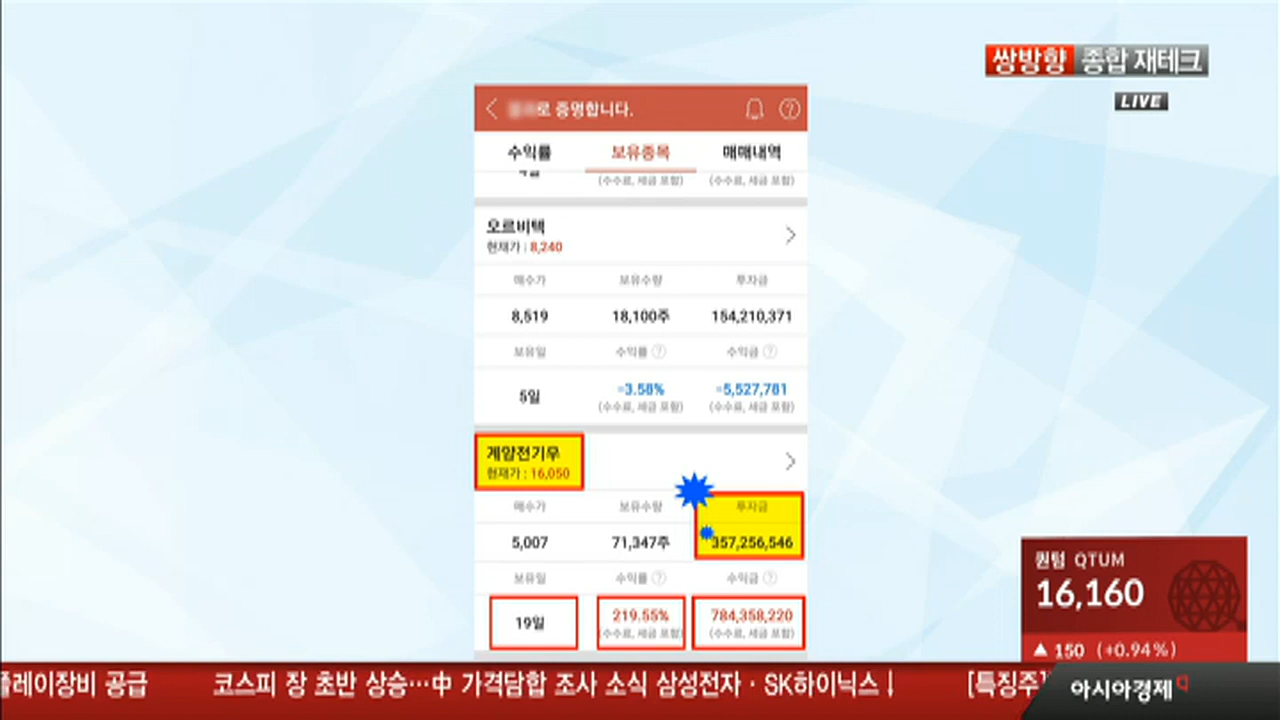 쌍방향 종합 재테크
LIVE
로 증명합니다.
수익률 보유종목 매매내역
(수수료, 세금 포함) (수수료, 세금 포함)
오르비텍
현재가 : 8,240
매수가 보유수량 투자금
8,519 18,100주 154,210,371
보유일 수익률 ? 수익금 ?
5일 -3.58% -5,527,781
(수수료, 세금 포함) (수수료, 세금 포함)
계양전기우
현재가 : 16,050
매수가 보유수량 투자금
5,007 71,347주 357,256,546
보유일 수익률 ? 수익금 ?
19일 219.55% 784,358,220
(수수료, 세금 포함) (수수료, 세금 포함)
퀀텀 QTUM
16,160
▲ 150 (+0.94%)
플레이장비 공급 코스피 장 초반 상승…中 가격담합 조사 소식 삼성전자·SK하이닉스↓ [특징주]
아시아경제